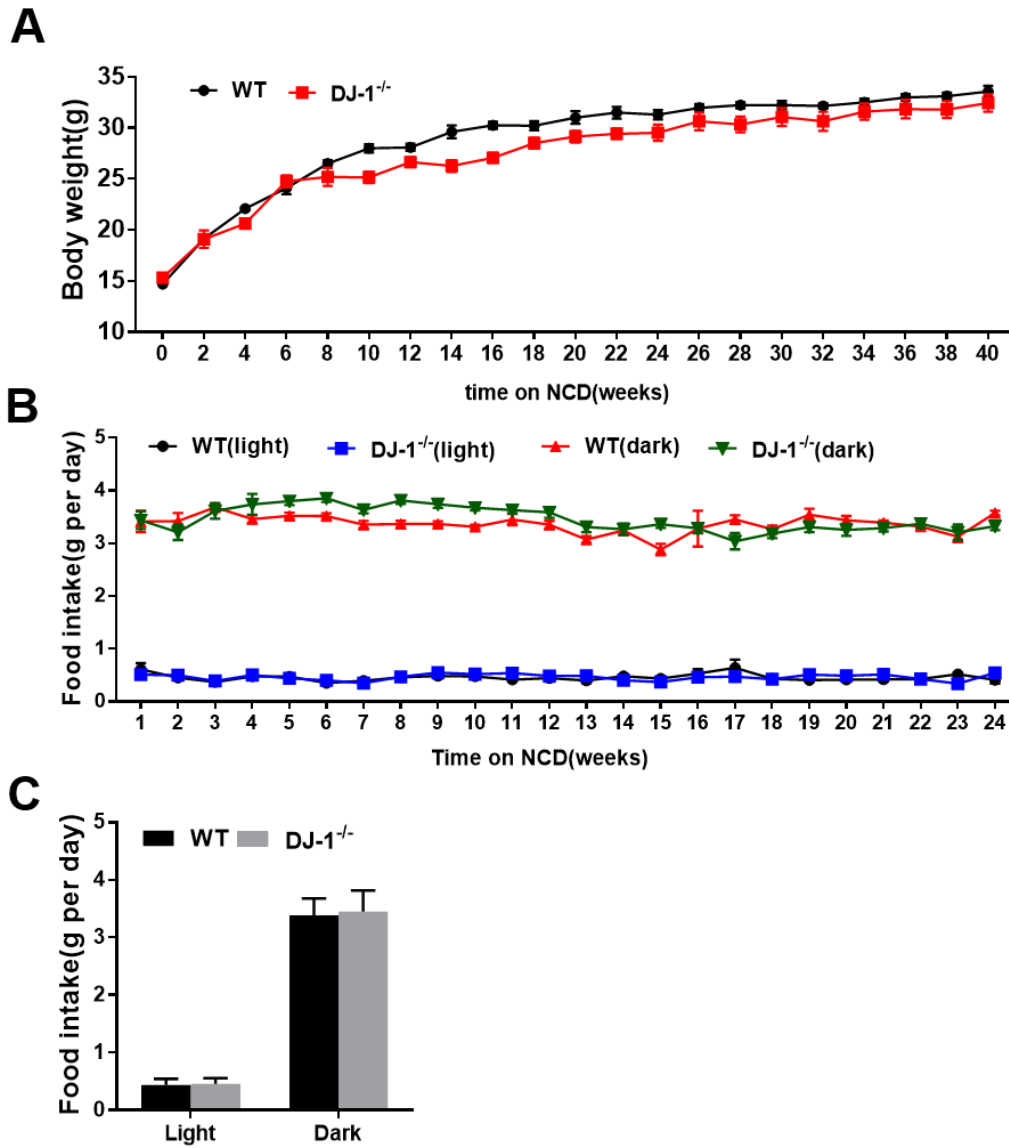 A
WT DJ-1-/-
35
30
25
20
15
10
Body weight(g)
0 2 4 6 8 10 12 14 16 18 20 22 24 26 28 30 32 34 36 38 40
time on NCD(weeks)
B
WT(light) DJ-1-/-(light) WT(dark) DJ-1-/-(dark)
5
4
3
2
1
0
Food intake(g per day)
1 2 3 4 5 6 7 8 9 10 11 12 13 14 15 16 17 18 19 20 21 22 23 24
Time on NCD(weeks)
C
WT DJ-1-/-
5
4
3
2
1
0
Food intake(g per day)
Light Dark